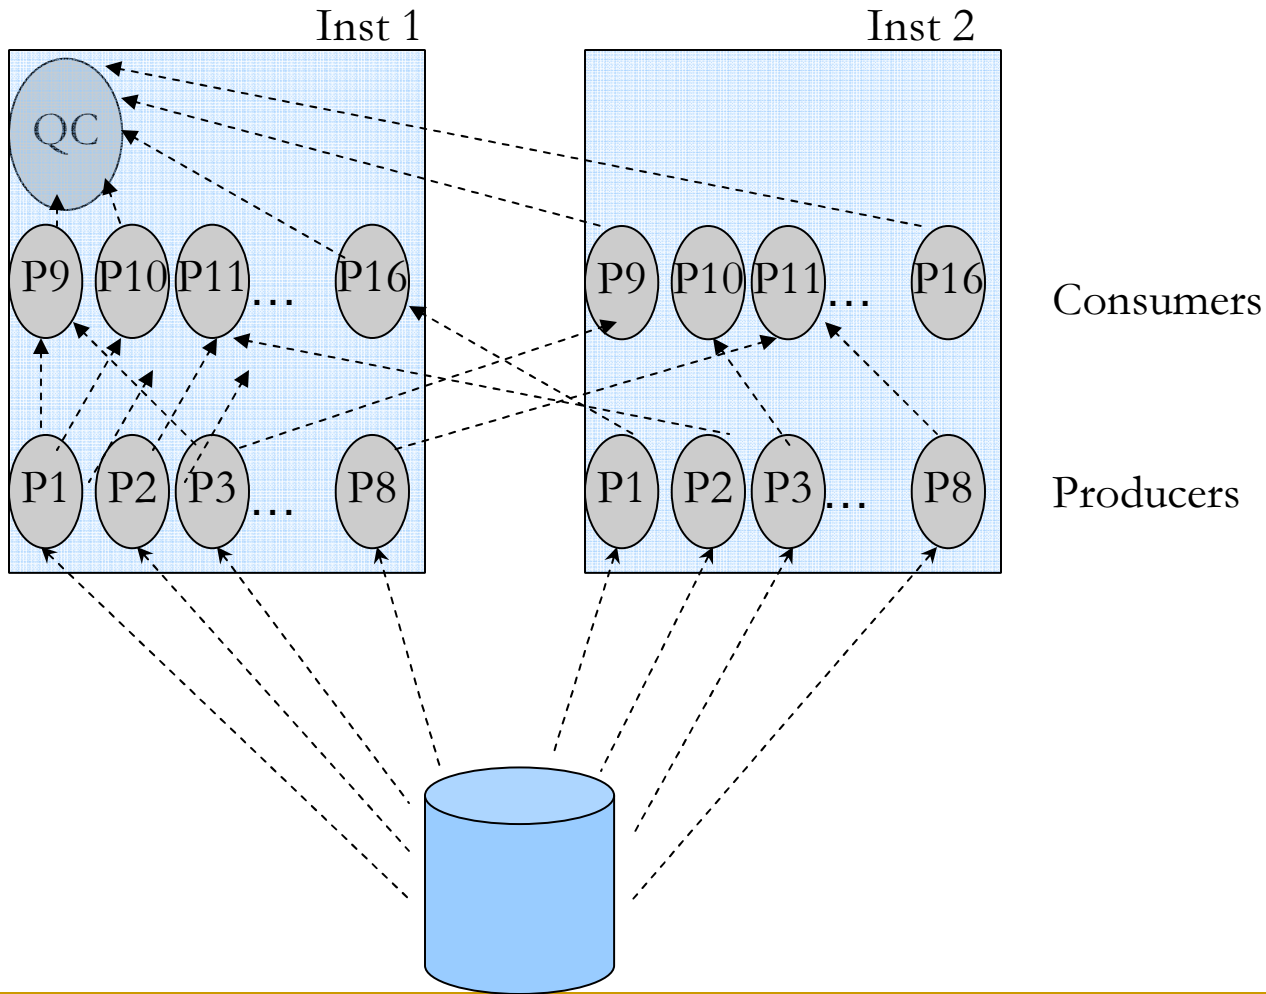 Inst 1 Inst 2
QC
P9 P10 P11 ... P16 P9 P10 P11 ... P16 Consumers
P1 P2 P3 ... P8 P1 P2 P3 ... P8 Producers